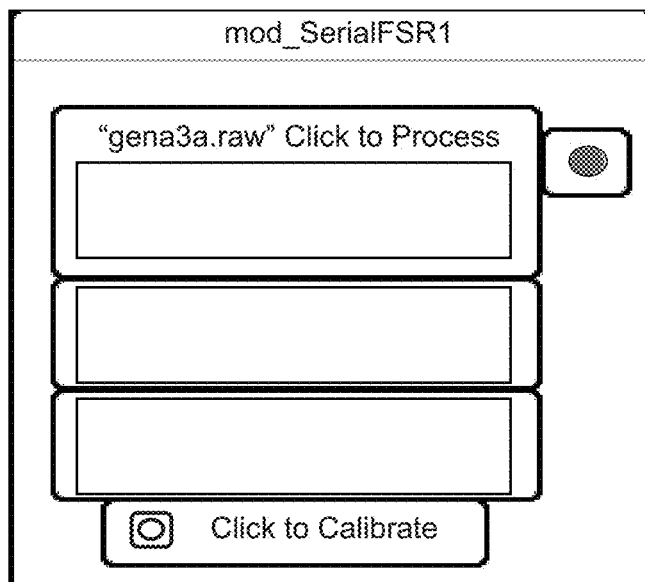 mod_SerialFSR1
“gena3a.raw” Click to Process
Click to Calibrate